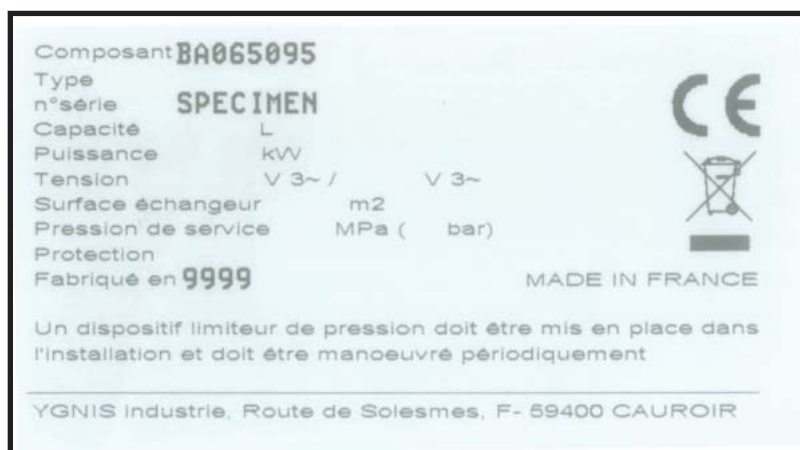 Composant BA065095
Type
n°série SPECIMEN
Capacité L
Puissance kW
Tension V 3~ / V 3~
Surface échangeur m2
Pression de service MPa ( bar)
Protection
Fabriqué en 9999 MADE IN FRANCE
CE
Un dispositif limiteur de pression doit être mis en place dans
l'installation et doit être manoeuvré périodiquement
YGNIS Industrie, Route de Solesmes, F- 59400 CAUROIR